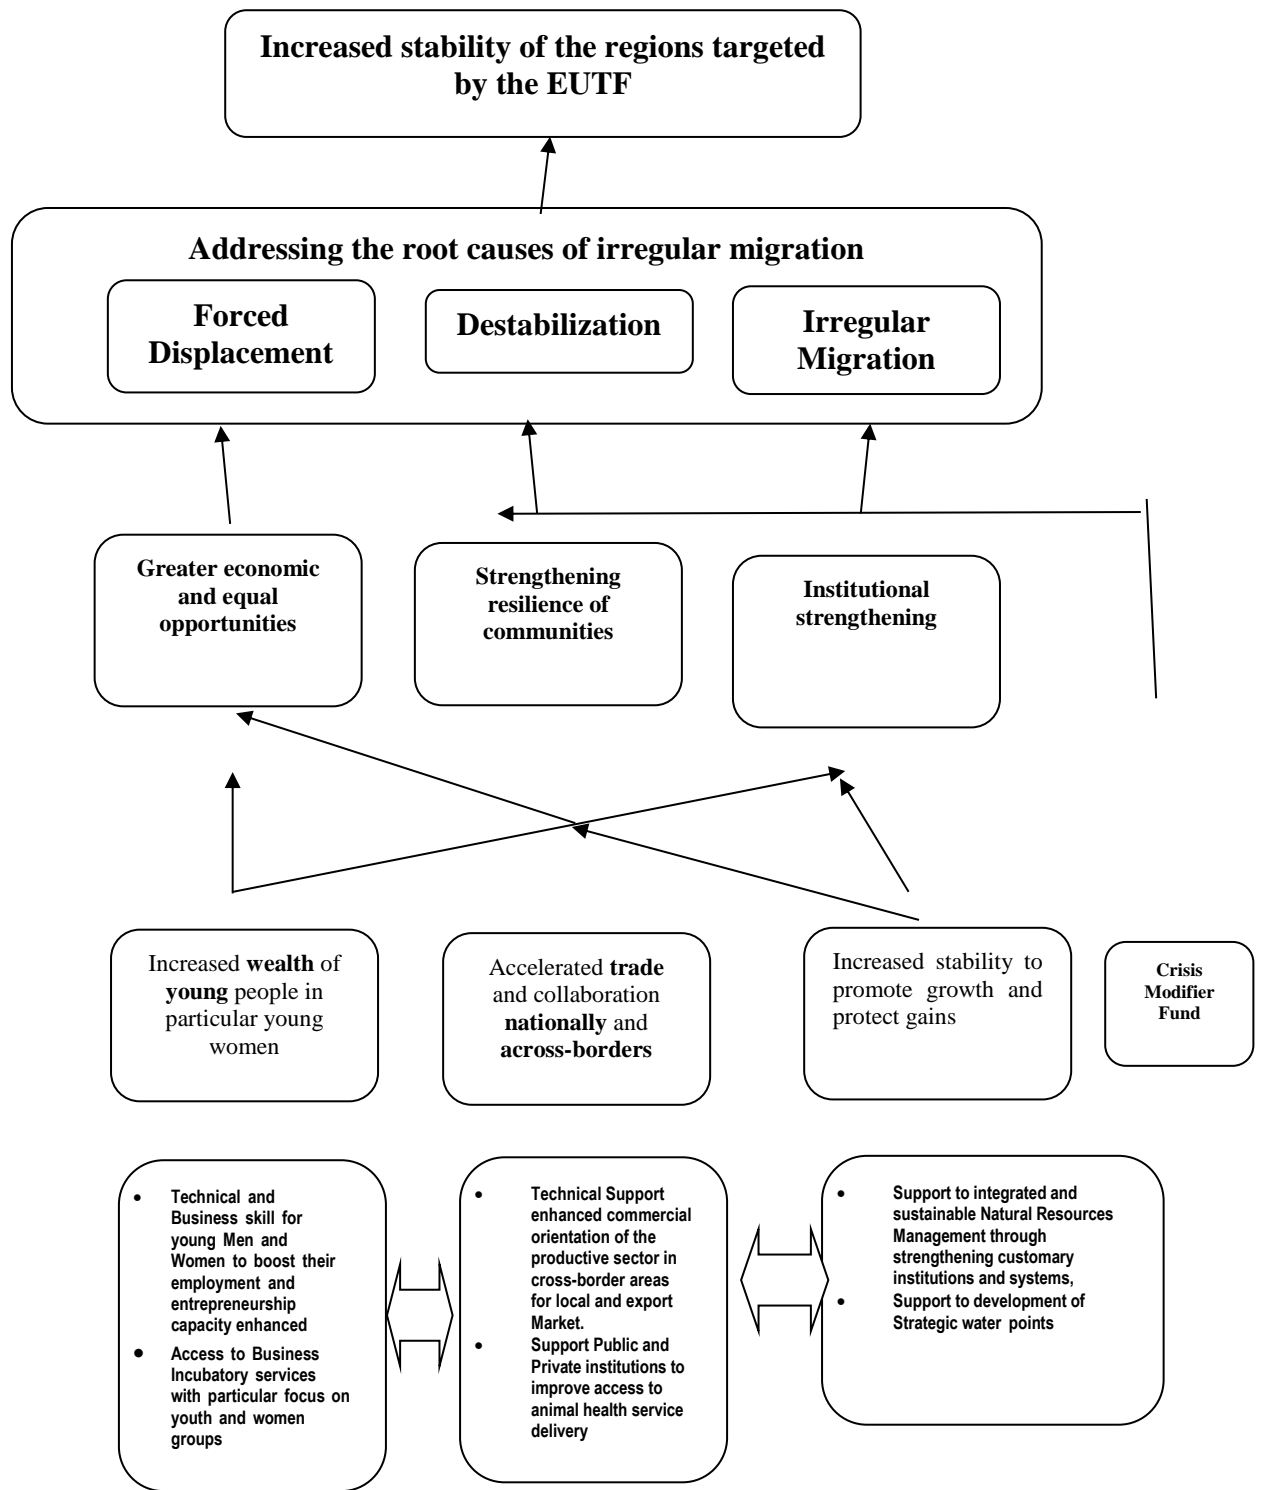 Increased stability of the regions targeted
by the EUTF
Addressing the root causes of irregular migration
Forced
Displacement
Destabilization
Irregular
Migration
Greater economic
and equal
opportunities
Strengthening
resilience of
communities
Institutional
strengthening
Increased wealth of
young people in
particular young
women
Accelerated trade
and collaboration
nationally and
across-borders
Increased stability to
promote growth and
protect gains
Crisis
Modifier
Fund
• Technical and
Business skill for
young Men and
Women to boost their
employment and
entrepreneurship
capacity enhanced
• Access to Business
Incubatory services
with particular focus on
youth and women
groups
• Technical Support
enhanced commercial
orientation of the
productive sector in
cross-border areas
for local and export
Market.
• Support Public and
Private institutions to
improve access to
animal health service
delivery
• Support to integrated and
sustainable Natural Resources
Management through
strengthening customary
institutions and systems,
• Support to development of
Strategic water points